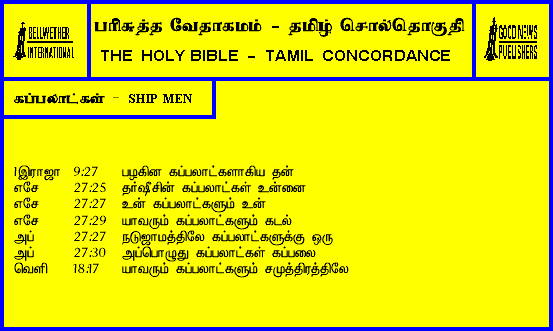 BELLWETHER
INTERNATIONAL
பரிசுத்த வேதாகமம் - தமிழ் சொல்தொகுதி
THE HOLY BIBLE - TAMIL CONCORDANCE
GOOD NEWS
PUBLISHERS
கப்பலாட்கள் - SHIP MEN
1இராஜா 9:27 பழகின கப்பலாட்களாகிய தன்
எசே 27:25 தர்ஷீசின் கப்பலாட்கள் உன்னை
எசே 27:27 உன் கப்பலாட்களும் உன்
எசே 27:29 யாவரும் கப்பலாட்களும் கடல்
அப் 27:27 நடுஜாமத்திலே கப்பலாட்களுக்கு ஒரு
அப் 27:30 அப்பொழுது கப்பலாட்கள் கப்பலை
வெளி 18:17 யாவரும் கப்பலாட்களும் சமுத்திரத்திலே